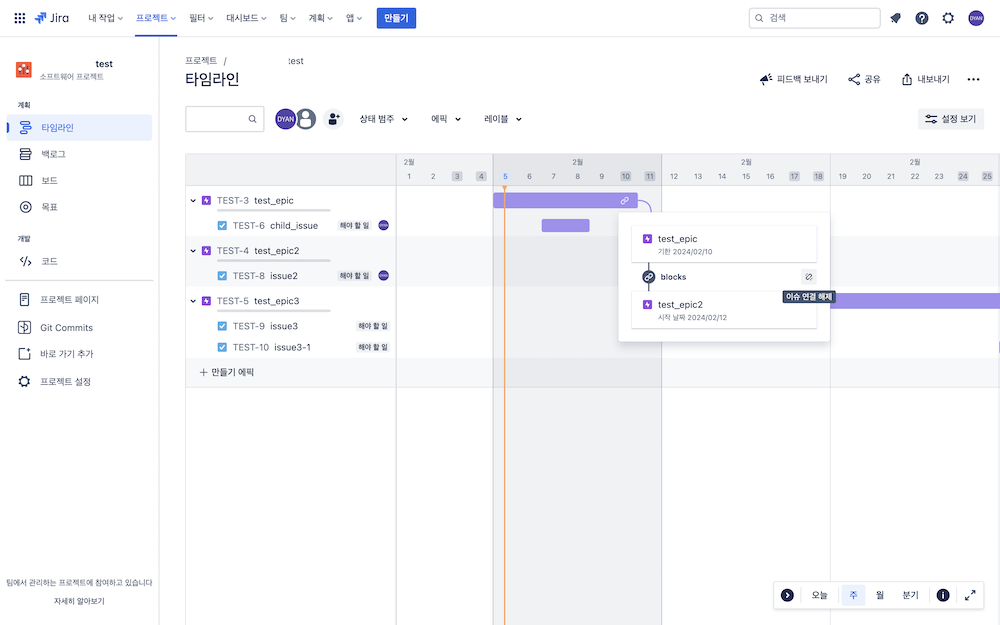 Jira 내 작업 프로젝트 필터 대시보드 팀 계획 앱 만들기 검색 DYAN
test
소프트웨어 프로젝트
계획
타임라인
백로그
보드
목표
개발
코드
프로젝트 페이지
Git Commits
바로 가기 추가
프로젝트 설정
팀에서 관리하는 프로젝트에 참여하고 있습니다
자세히 알아보기
프로젝트 / test
타임라인
피드백 보내기 공유 내보내기
DYAN 상태 범주 에픽 레이블 설정 보기
2월 2월 2월 2월
1 2 3 4 5 6 7 8 9 10 11 12 13 14 15 16 17 18 19 20 21 22 23 24 25
TEST-3 test_epic
TEST-6 child_issue 해야 할 일 DYAN
TEST-4 test_epic2
TEST-8 issue2 해야 할 일 DYAN
TEST-5 test_epic3
TEST-9 issue3 해야 할 일
TEST-10 issue3-1 해야 할 일
만들기 에픽
test_epic
기한 2024/02/10
blocks
이슈 연결 해제
test_epic2
시작 날짜 2024/02/12
오늘 주 월 분기